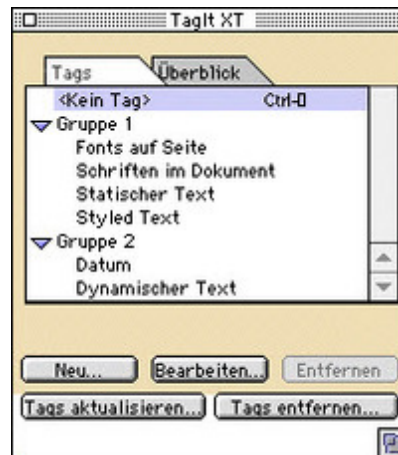 TagIt XT
Tags Überblick
<Kein Tag> Ctrl-0
Gruppe 1
Fonts auf Seite
Schriften im Dokument
Statischer Text
Styled Text
Gruppe 2
Datum
Dynamischer Text
Neu... Bearbeiten... Entfernen
Tags aktualisieren... Tags entfernen...